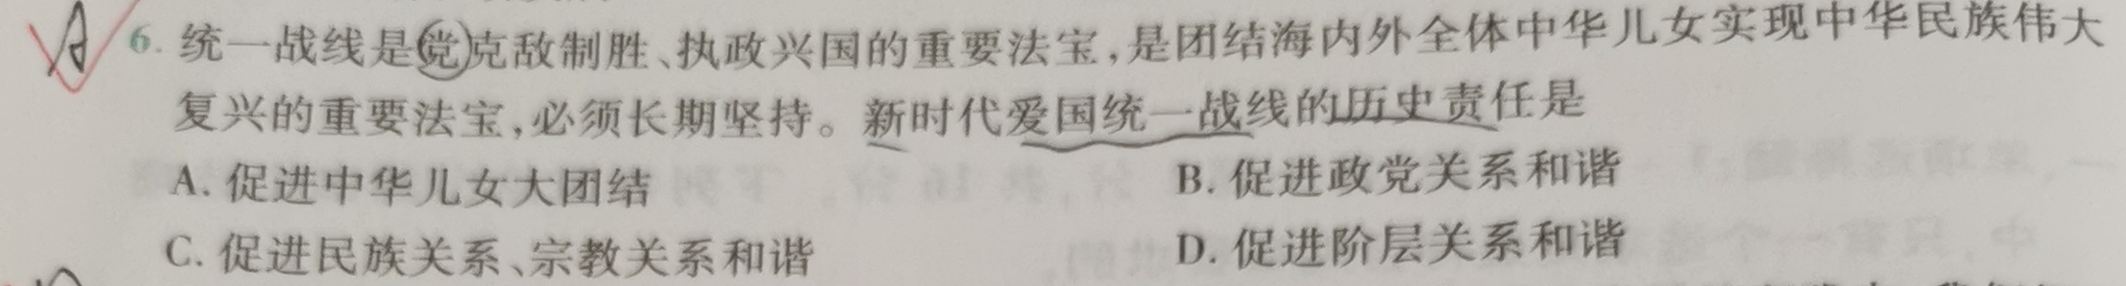 A 6. 统一战线是党克敌制胜、执政兴国的重要法宝,是团结海内外全体中华儿女实现中华民族伟大
复兴的重要法宝,必须长期坚持。新时代爱国统一战线的历史责任是
A. 促进中华儿女大团结 B. 促进政党关系和谐
C. 促进民族关系、宗教关系和谐 D. 促进阶层关系和谐